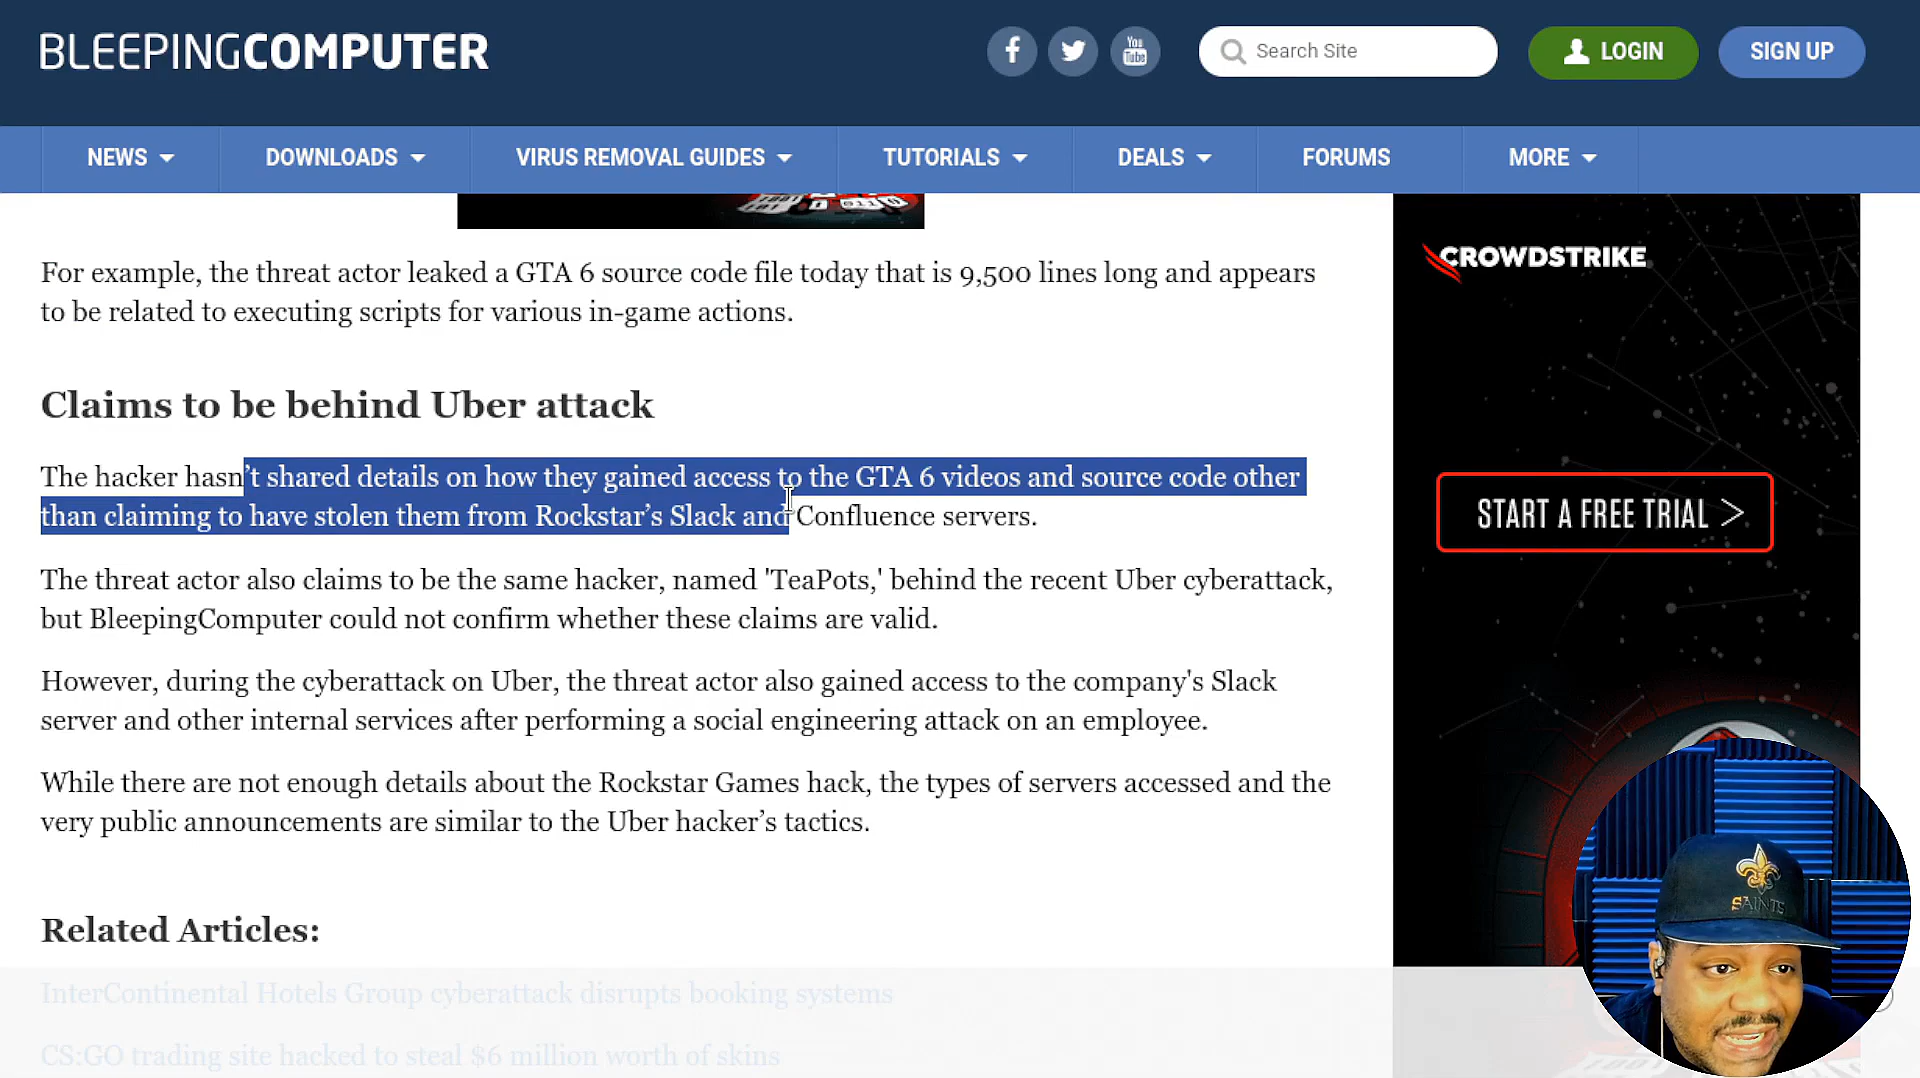 BLEEPINGCOMPUTER
f
You
Tube
Search Site
LOGIN
SIGN UP
NEWS
DOWNLOADS
VIRUS REMOVAL GUIDES
TUTORIALS
DEALS
FORUMS
MORE
For example, the threat actor leaked a GTA 6 source code file today that is 9,500 lines long and appears
to be related to executing scripts for various in-game actions.
Claims to be behind Uber attack
The hacker hasn’t shared details on how they gained access to the GTA 6 videos and source code other
than claiming to have stolen them from Rockstar’s Slack and Confluence servers.
The threat actor also claims to be the same hacker, named 'TeaPots,' behind the recent Uber cyberattack,
but BleepingComputer could not confirm whether these claims are valid.
However, during the cyberattack on Uber, the threat actor also gained access to the company's Slack
server and other internal services after performing a social engineering attack on an employee.
While there are not enough details about the Rockstar Games hack, the types of servers accessed and the
very public announcements are similar to the Uber hacker’s tactics.
Related Articles:
InterContinental Hotels Group cyberattack disrupts booking systems
CS:GO trading site hacked to steal $6 million worth of skins
CROWDSTRIKE
START A FREE TRIAL >
SAINTS